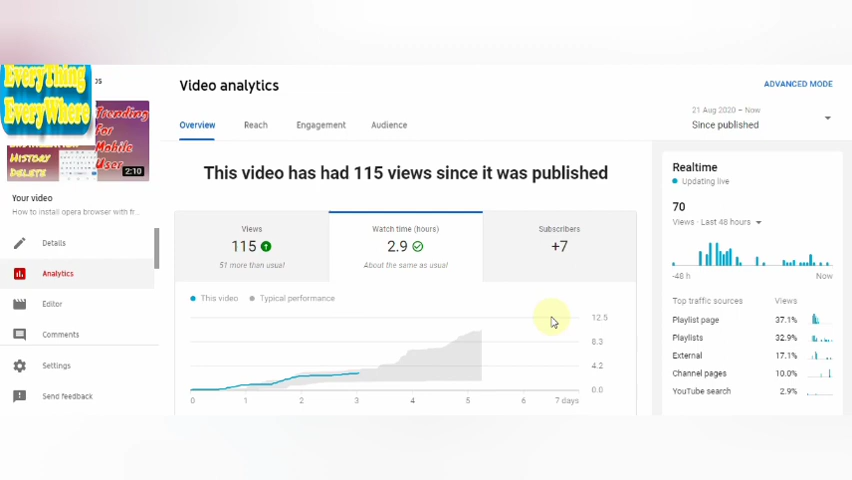 EveryThing
EveryWhere
Trending
For
Mobile
User
History
Delete
2:10
Your video
How to install opera browser with fr...
Details
Analytics
Editor
Comments
Settings
Send feedback
Video analytics
ADVANCED MODE
21 Aug 2020 – Now
Since published
Overview
Reach
Engagement
Audience
This video has had 115 views since it was published
Views
115
51 more than usual
Watch time (hours)
2.9
About the same as usual
Subscribers
+7
This video
Typical performance
12.5
8.3
4.2
0.0
0 1 2 3 4 5 6 7 days
Realtime
Updating live
70
Views · Last 48 hours
-48 h
Now
Top traffic sources Views
Playlist page 37.1%
Playlists 32.9%
External 17.1%
Channel pages 10.0%
YouTube search 2.9%